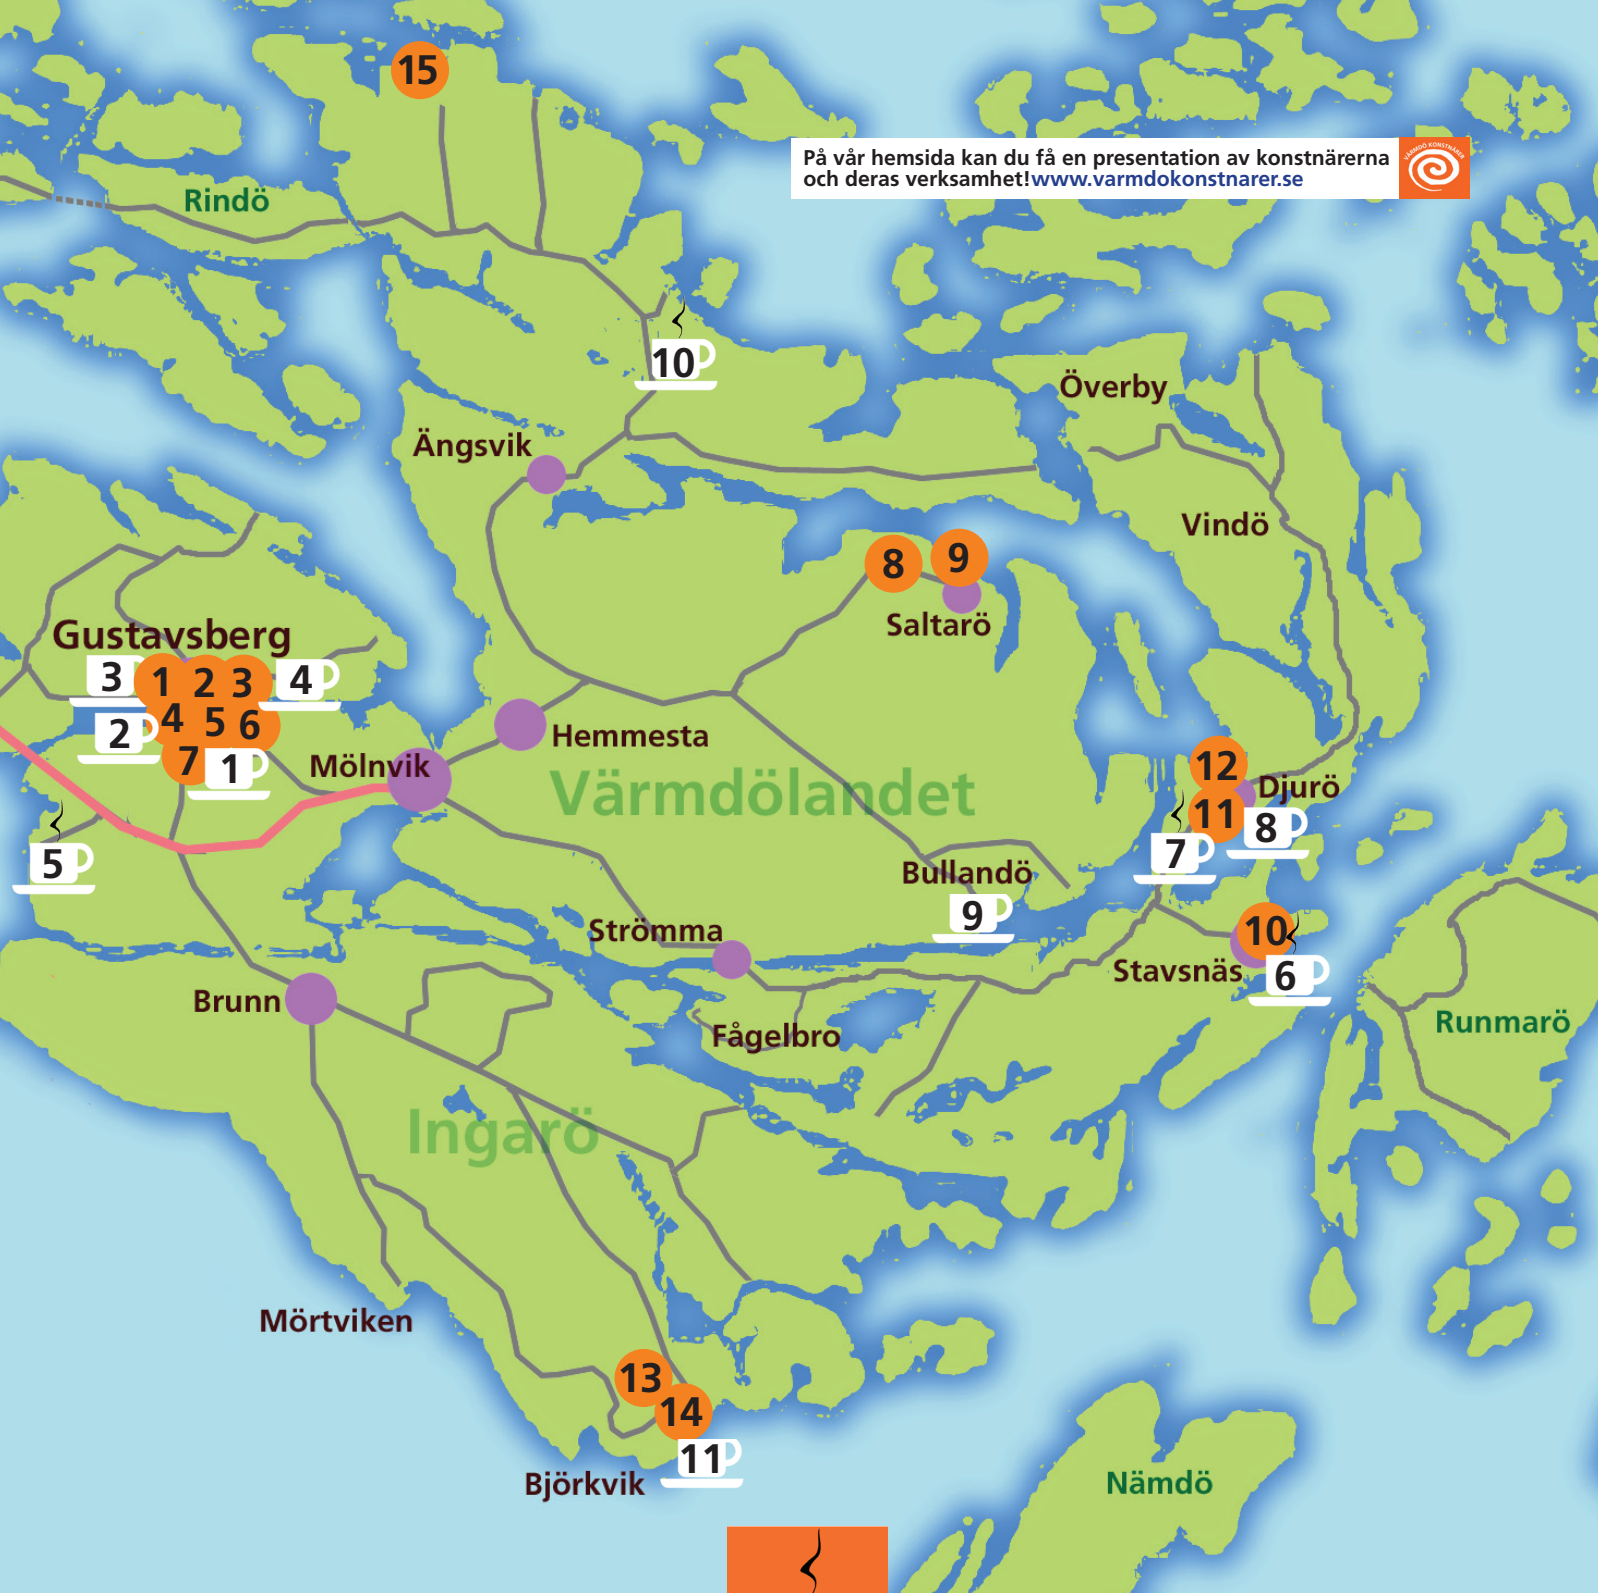 15
På vår hemsida kan du få en presentation av konstnärerna
och deras verksamhet! www.varmdokonstnarer.se
VÄRMDÖ KONSTNÄRER
Rindö
10
Överby
Ängsvik
Vindö
8 9
Saltarö
Gustavsberg
3 1 2 3 4
2 4 5 6
7 1
Mölnvik
Hemmesta
Värmdölandet
12
Djurö
11 8
7
5
Bullandö
9
Strömma
10
Stavsnäs
6
Brunn
Fågelbro
Runmarö
Ingarö
Mörtviken
13
14
11
Björkvik
Nämdö